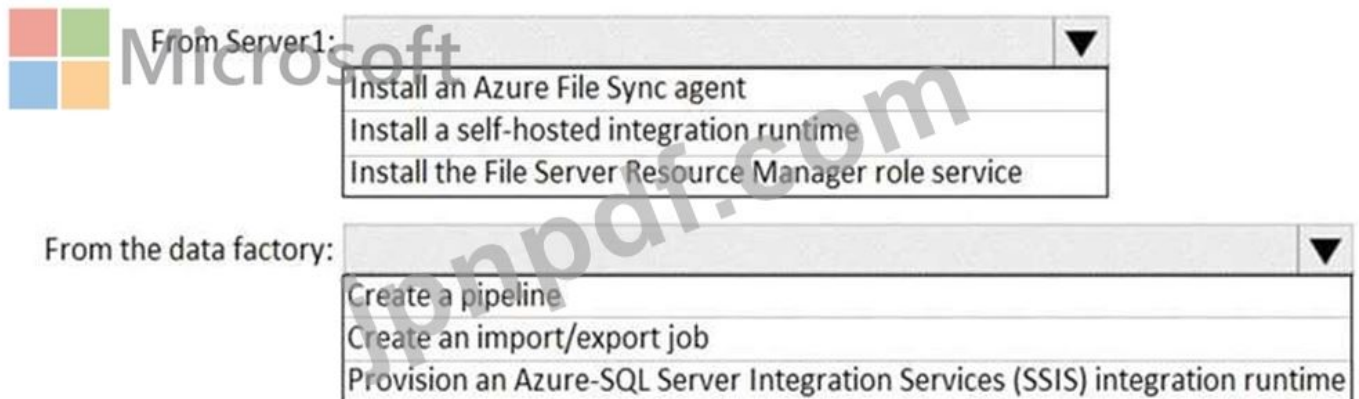 Microsoft
From Server1:
Install an Azure File Sync agent
Install a self-hosted integration runtime
Install the File Server Resource Manager role service
From the data factory:
Create a pipeline
Create an import/export job
Provision an Azure-SQL Server Integration Services (SSIS) integration runtime
jpnpdf.com